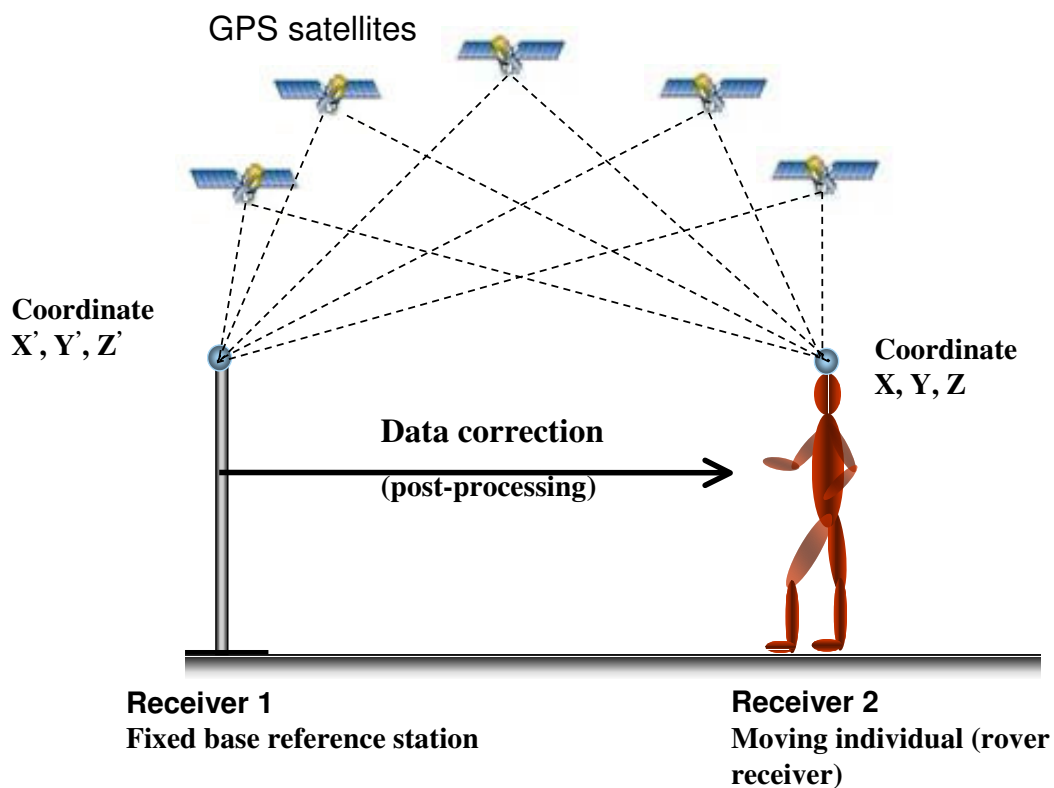 GPS satellites
Coordinate
X’, Y’, Z’
Coordinate
X, Y, Z
Data correction
(post-processing)
Receiver 1
Fixed base reference station
Receiver 2
Moving individual (rover
receiver)